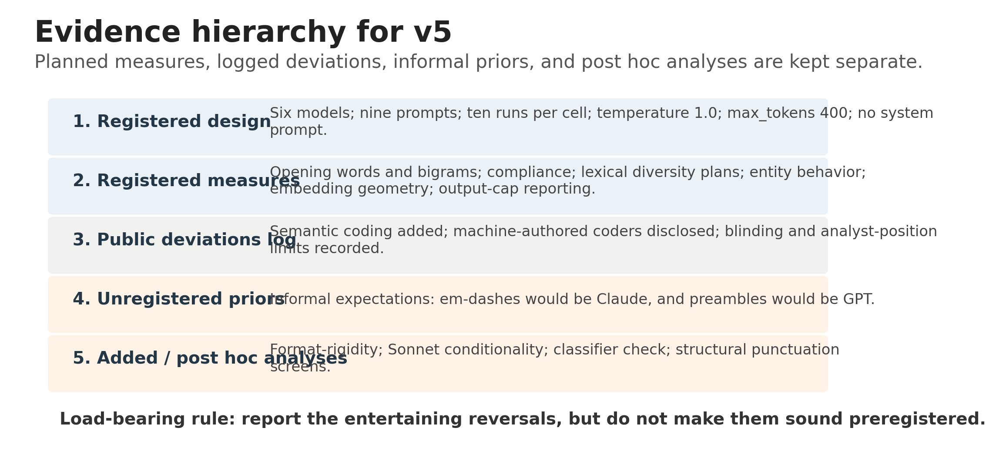 Evidence hierarchy for v5
Planned measures, logged deviations, informal priors, and post hoc analyses are kept separate.
1. Registered design
Six models; nine prompts; ten runs per cell; temperature 1.0; max_tokens 400; no system
prompt.
2. Registered measures
Opening words and bigrams; compliance; lexical diversity plans; entity behavior;
embedding geometry; output-cap reporting.
3. Public deviations log
Semantic coding added; machine-authored coders disclosed; blinding and analyst-position
limits recorded.
4. Unregistered priors
Informal expectations: em-dashes would be Claude, and preambles would be GPT.
5. Added / post hoc analyses
Format-rigidity; Sonnet conditionality; classifier check; structural punctuation
screens.
Load-bearing rule: report the entertaining reversals, but do not make them sound preregistered.